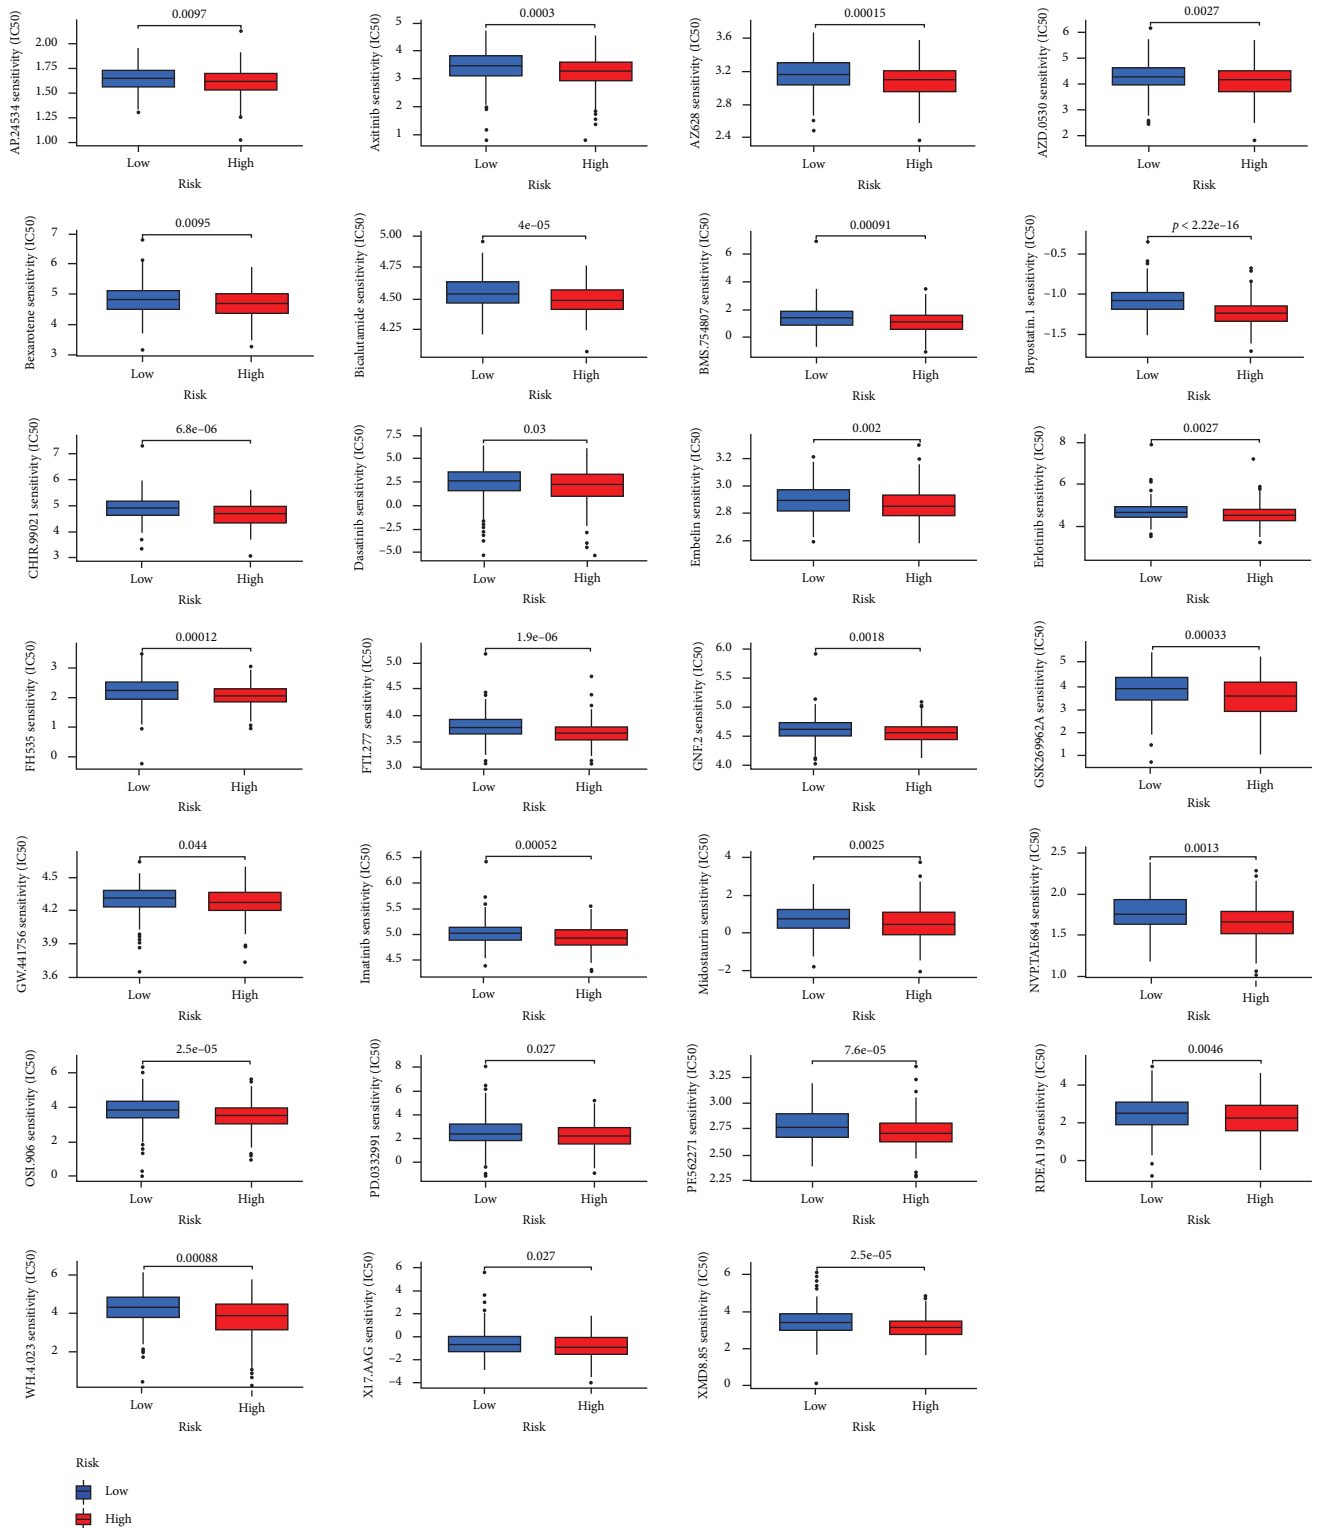 AP.24534 sensitivity (IC50)
0.0097
2.00
1.75
1.50
1.00
Low High
Risk
Axitinib sensitivity (IC50)
0.0003
5
4
3
2
1
Low High
Risk
AZ628 sensitivity (IC50)
0.00015
3.6
3.2
2.8
2.4
Low High
Risk
AZD.0530 sensitivity (IC50)
0.0027
6
5
4
3
2
Low High
Risk
Bexarotene sensitivity (IC50)
0.0095
7
6
5
4
3
Low High
Risk
Bicalutamide sensitivity (IC50)
4e–05
5.00
4.75
4.50
4.25
Low High
Risk
BMS.754807 sensitivity (IC50)
0.00091
6
4
2
0
Low High
Risk
Bryostatin.1 sensitivity (IC50)
p < 2.22e–16
–0.5
–1.0
–1.5
Low High
Risk
CHIR.99021 sensitivity (IC50)
6.8e–06
7
6
5
4
3
Low High
Risk
Dasatinib sensitivity (IC50)
0.03
7.5
5.0
2.5
0.0
–2.5
–5.0
Low High
Risk
Embelin sensitivity (IC50)
0.002
3.2
3.0
2.8
2.6
Low High
Risk
Erlotinib sensitivity (IC50)
0.0027
8
6
4
Low High
Risk
FH535 sensitivity (IC50)
0.00012
3
2
1
0
Low High
Risk
FTI.277 sensitivity (IC50)
1.9e–06
5.0
4.5
4.0
3.5
3.0
Low High
Risk
GNF.2 sensitivity (IC50)
0.0018
6.0
5.5
5.0
4.5
4.0
Low High
Risk
GSK269962A sensitivity (IC50)
0.00033
5
4
3
2
1
Low High
Risk
GW.441756 sensitivity (IC50)
0.044
4.5
4.2
3.9
3.6
Low High
Risk
Imatinib sensitivity (IC50)
0.00052
6.5
6.0
5.5
5.0
4.5
Low High
Risk
Midostaurin sensitivity (IC50)
0.0025
4
2
0
–2
Low High
Risk
NVP.TAE684 sensitivity (IC50)
0.0013
2.5
2.0
1.5
1.0
Low High
Risk
OSI.906 sensitivity (IC50)
2.5e–05
6
4
2
0
Low High
Risk
PD.0332991 sensitivity (IC50)
0.027
8
6
4
2
0
Low High
Risk
PF.562271 sensitivity (IC50)
7.6e–05
3.25
3.00
2.75
2.50
2.25
Low High
Risk
RDEA119 sensitivity (IC50)
0.0046
4
2
0
Low High
Risk
WH.4.023 sensitivity (IC50)
0.00088
6
4
2
Low High
Risk
X17.AAG sensitivity (IC50)
0.027
6
4
2
0
–2
–4
Low High
Risk
XMD8.85 sensitivity (IC50)
2.5e–05
6
4
2
0
Low High
Risk
Risk
Low
High